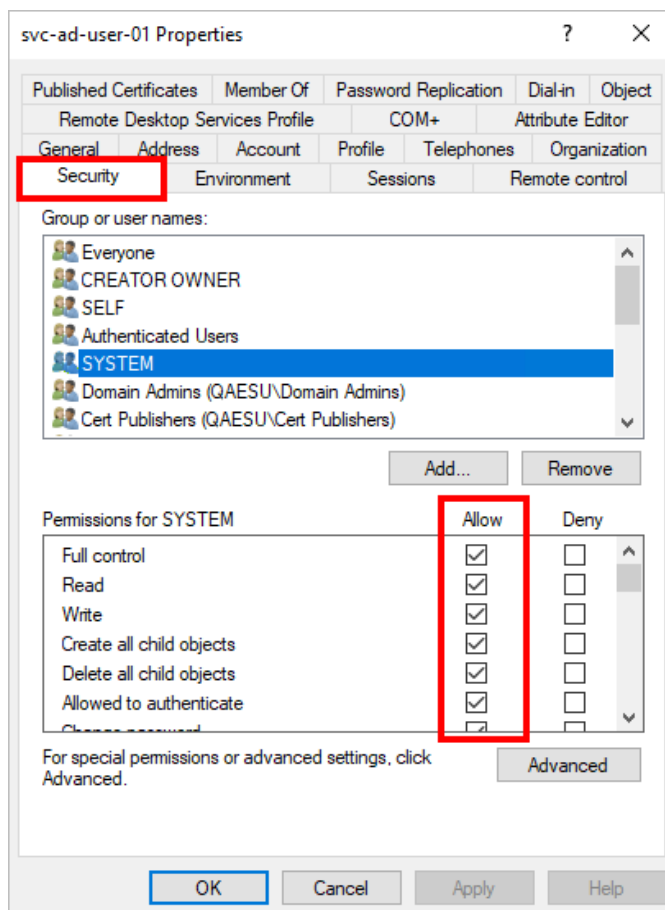 svc-ad-user-01 Properties ?
Published Certificates Member Of Password Replication Dial-in Object
Remote Desktop Services Profile COM+ Attribute Editor
General Address Account Profile Telephones Organization
Security Environment Sessions Remote control
Group or user names:
Everyone
CREATOR OWNER
SELF
Authenticated Users
SYSTEM
Domain Admins (QAESU\Domain Admins)
Cert Publishers (QAESU\Cert Publishers)
Add... Remove
Permissions for SYSTEM Allow Deny
Full control
Read
Write
Create all child objects
Delete all child objects
Allowed to authenticate
Change password
For special permissions or advanced settings, click
Advanced.
Advanced
OK Cancel Apply Help